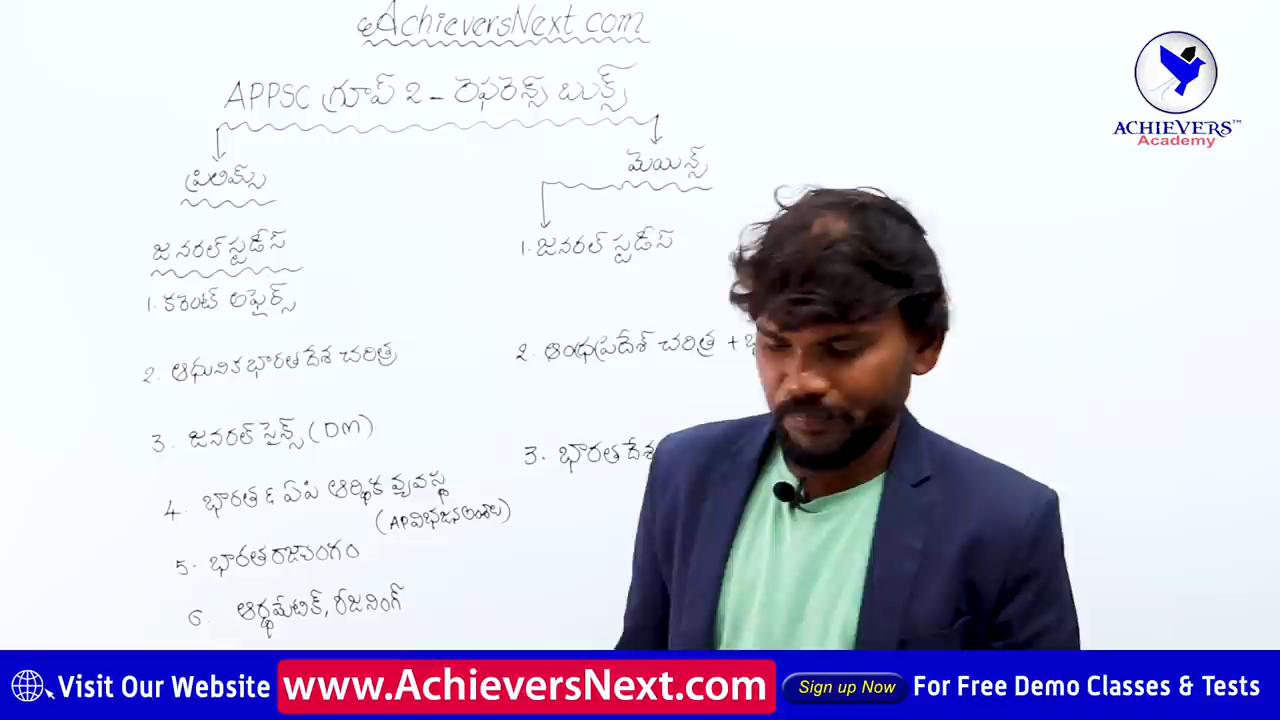 eAchieversNext.com
APPSC గ్రూప్ 2 - రెఫరెన్స్ బుక్స్
ప్రిలిమ్స్
జనరల్ స్టడీస్
1. కరెంట్ అఫైర్స్
2. ఆధునిక భారతదేశ చరిత్ర
3. జనరల్ సైన్స్ (DM)
4. భారత & ఏపి ఆర్థిక వ్యవస్థ
(AP విభజన అంశాల)
5. భారత రాజ్యంగం
6. ఆర్థమేటిక్, రీజనింగ్
మెయిన్స్
1. జనరల్ స్టడీస్
2. ఆంధ్రప్రదేశ్ చరిత్ర +
3. భారతదేశ
ACHIEVERS™
Academy
Visit Our Website www.AchieversNext.com Sign up Now For Free Demo Classes & Tests